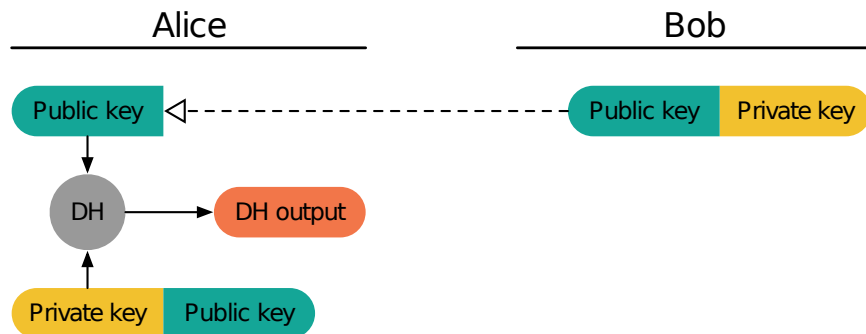 Alice
Bob
Public key
Public key Private key
DH
DH output
Private key Public key